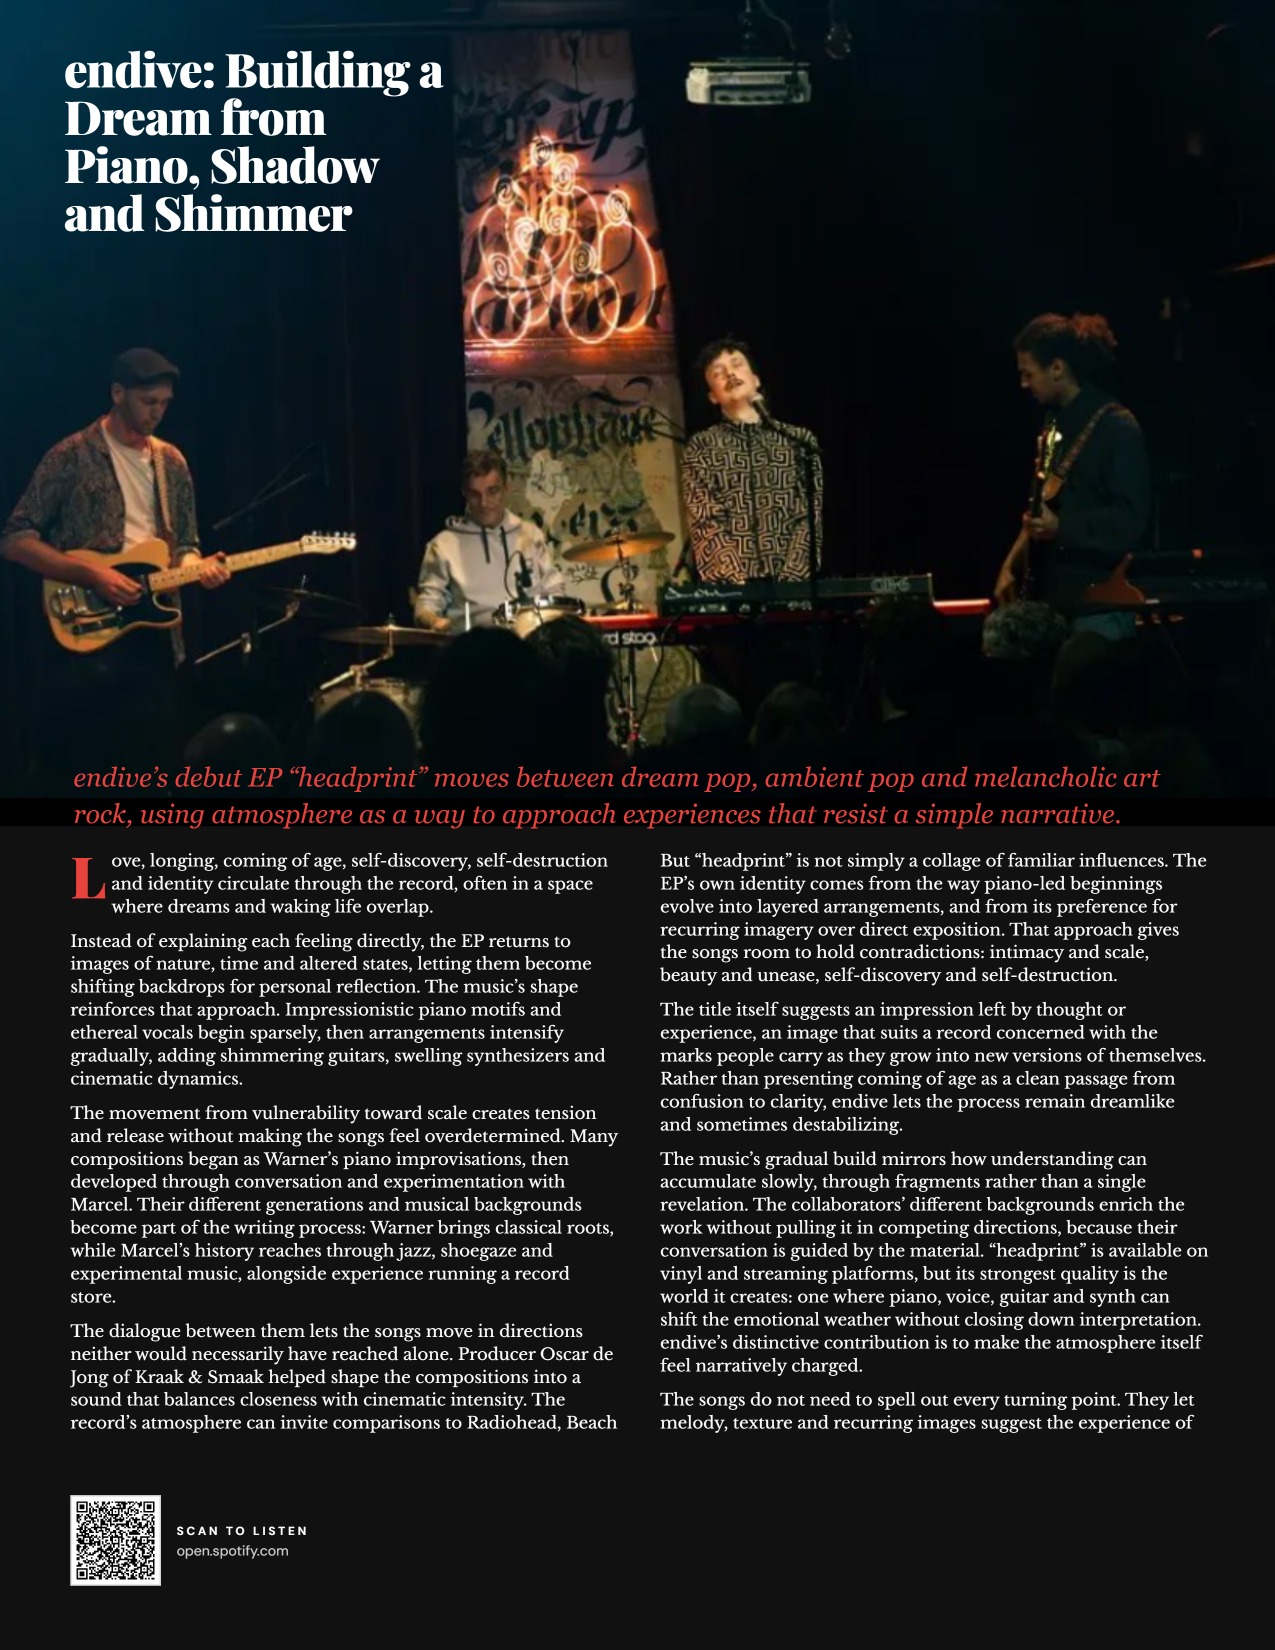 endive: Building a
Dream from
Piano, Shadow
and Shimmer
endive’s debut EP “headprint” moves between dream pop, ambient pop and melancholic art
rock, using atmosphere as a way to approach experiences that resist a simple narrative.
Love, longing, coming of age, self-discovery, self-destruction
and identity circulate through the record, often in a space
where dreams and waking life overlap.
Instead of explaining each feeling directly, the EP returns to
images of nature, time and altered states, letting them become
shifting backdrops for personal reflection. The music’s shape
reinforces that approach. Impressionistic piano motifs and
ethereal vocals begin sparsely, then arrangements intensify
gradually, adding shimmering guitars, swelling synthesizers and
cinematic dynamics.
The movement from vulnerability toward scale creates tension
and release without making the songs feel overdetermined. Many
compositions began as Warner’s piano improvisations, then
developed through conversation and experimentation with
Marcel. Their different generations and musical backgrounds
become part of the writing process: Warner brings classical roots,
while Marcel’s history reaches through jazz, shoegaze and
experimental music, alongside experience running a record
store.
The dialogue between them lets the songs move in directions
neither would necessarily have reached alone. Producer Oscar de
Jong of Kraak & Smaak helped shape the compositions into a
sound that balances closeness with cinematic intensity. The
record’s atmosphere can invite comparisons to Radiohead, Beach
But “headprint” is not simply a collage of familiar influences. The
EP’s own identity comes from the way piano-led beginnings
evolve into layered arrangements, and from its preference for
recurring imagery over direct exposition. That approach gives
the songs room to hold contradictions: intimacy and scale,
beauty and unease, self-discovery and self-destruction.
The title itself suggests an impression left by thought or
experience, an image that suits a record concerned with the
marks people carry as they grow into new versions of themselves.
Rather than presenting coming of age as a clean passage from
confusion to clarity, endive lets the process remain dreamlike
and sometimes destabilizing.
The music’s gradual build mirrors how understanding can
accumulate slowly, through fragments rather than a single
revelation. The collaborators’ different backgrounds enrich the
work without pulling it in competing directions, because their
conversation is guided by the material. “headprint” is available on
vinyl and streaming platforms, but its strongest quality is the
world it creates: one where piano, voice, guitar and synth can
shift the emotional weather without closing down interpretation.
endive’s distinctive contribution is to make the atmosphere itself
feel narratively charged.
The songs do not need to spell out every turning point. They let
melody, texture and recurring images suggest the experience of
SCAN TO LISTEN
open.spotify.com